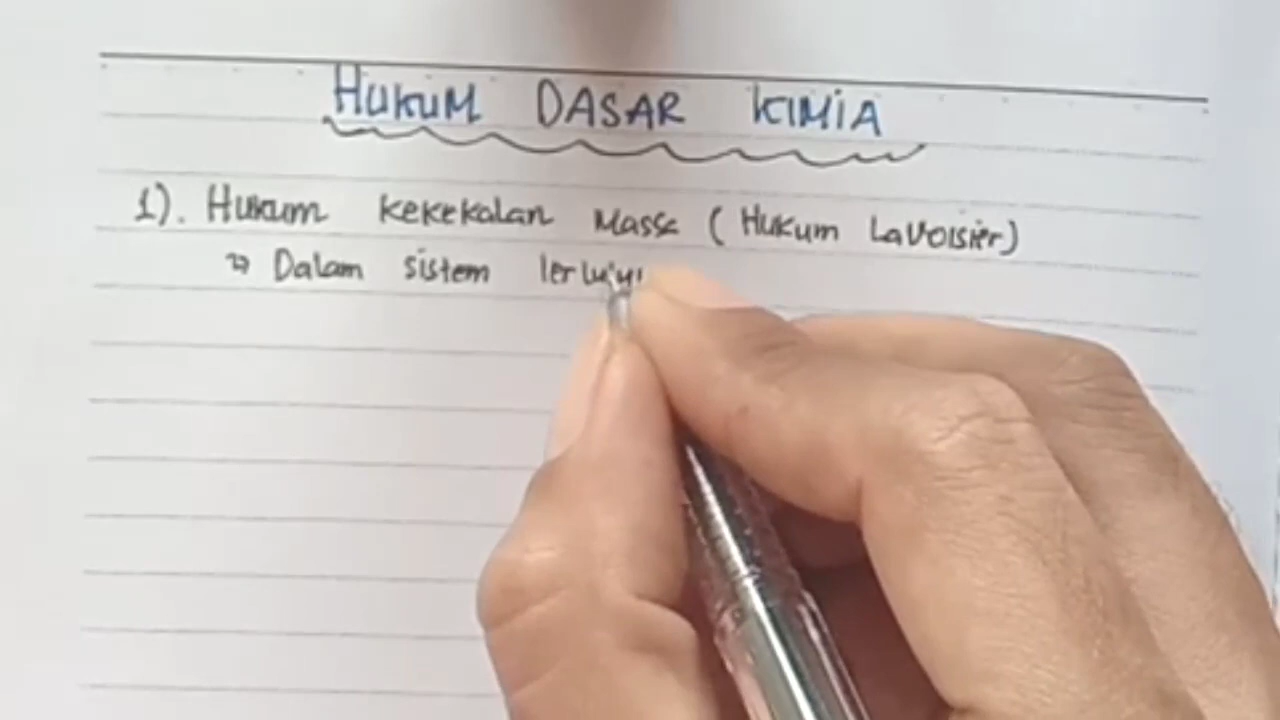 HUKUM DASAR KIMIA
1). Hukum kekekalan Massa (Hukum Lavoisier)
Dalam sistem